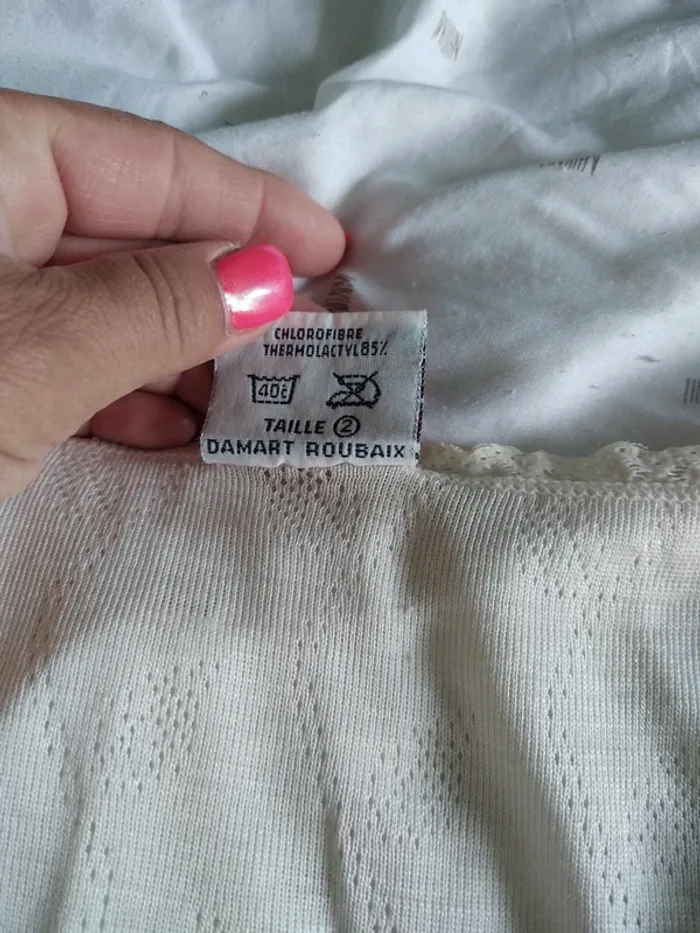 CHLOROFIBRE
THERMOLACTYL 85%
40°
TAILLE 2
DAMART ROUBAIX